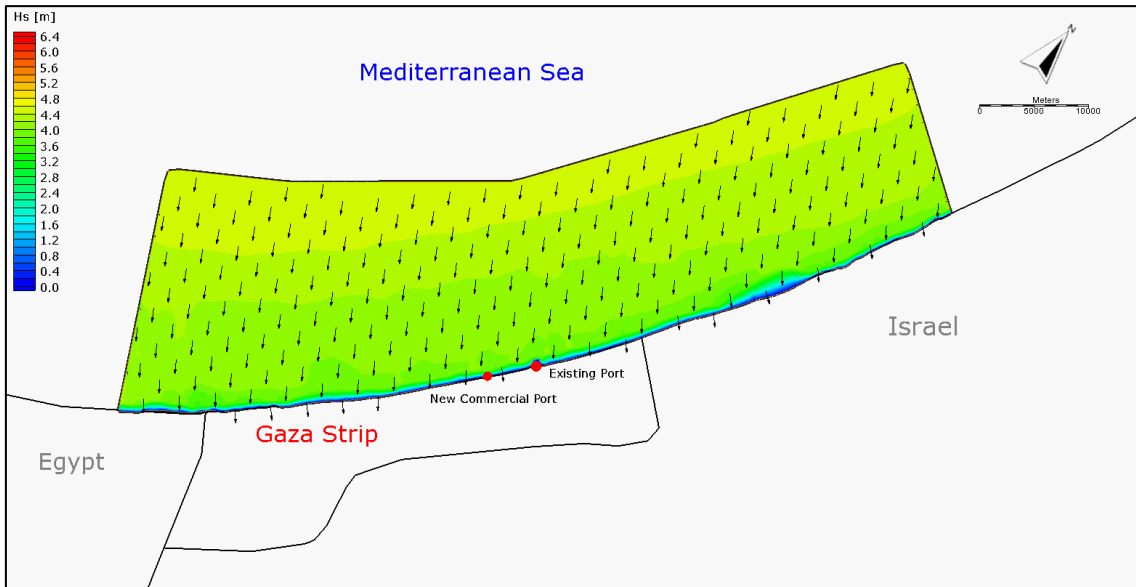 Hs [m]
6.4
6.0
5.6
5.2
4.8
4.4
4.0
3.6
3.2
2.8
2.4
2.0
1.6
1.2
0.8
0.4
0.0
Mediterranean Sea
N
Meters
0 5000 10000
Israel
Existing Port
New Commercial Port
Gaza Strip
Egypt